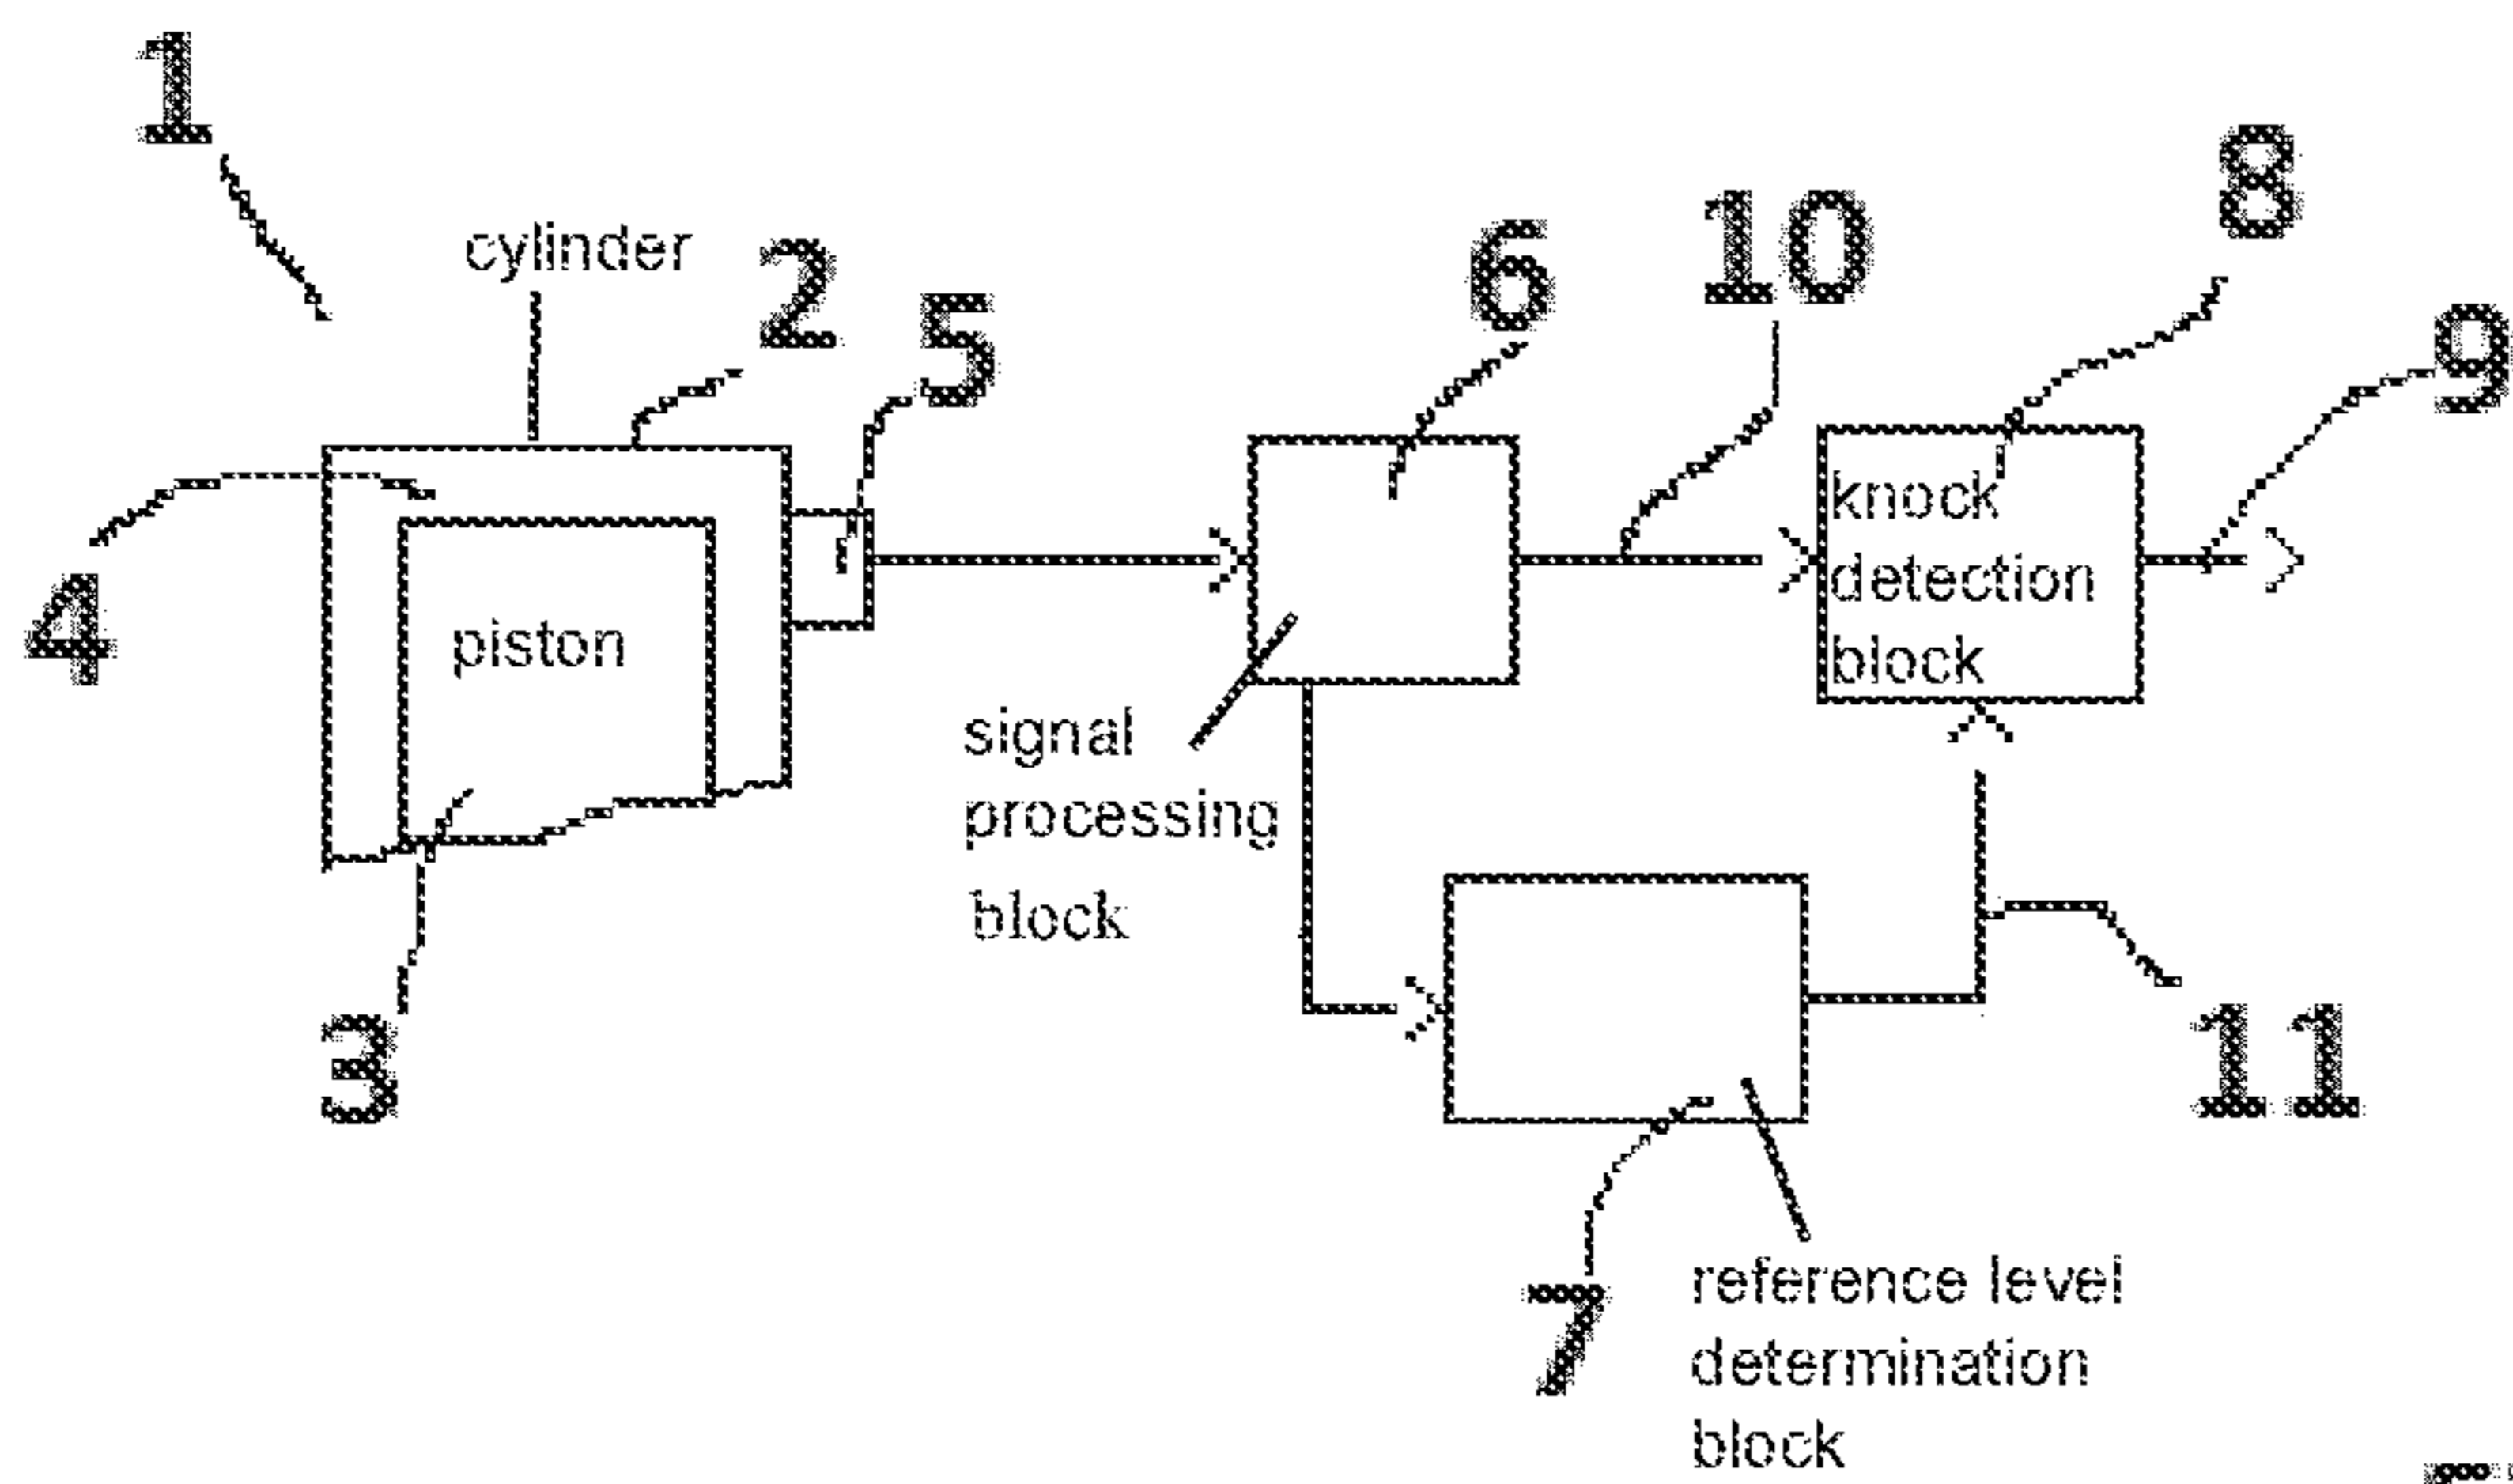 1
8
cylinder
2
6
10
5
9
4
piston
knock
detection
block
signal
processing
block
3
11
7
reference level
determination
block